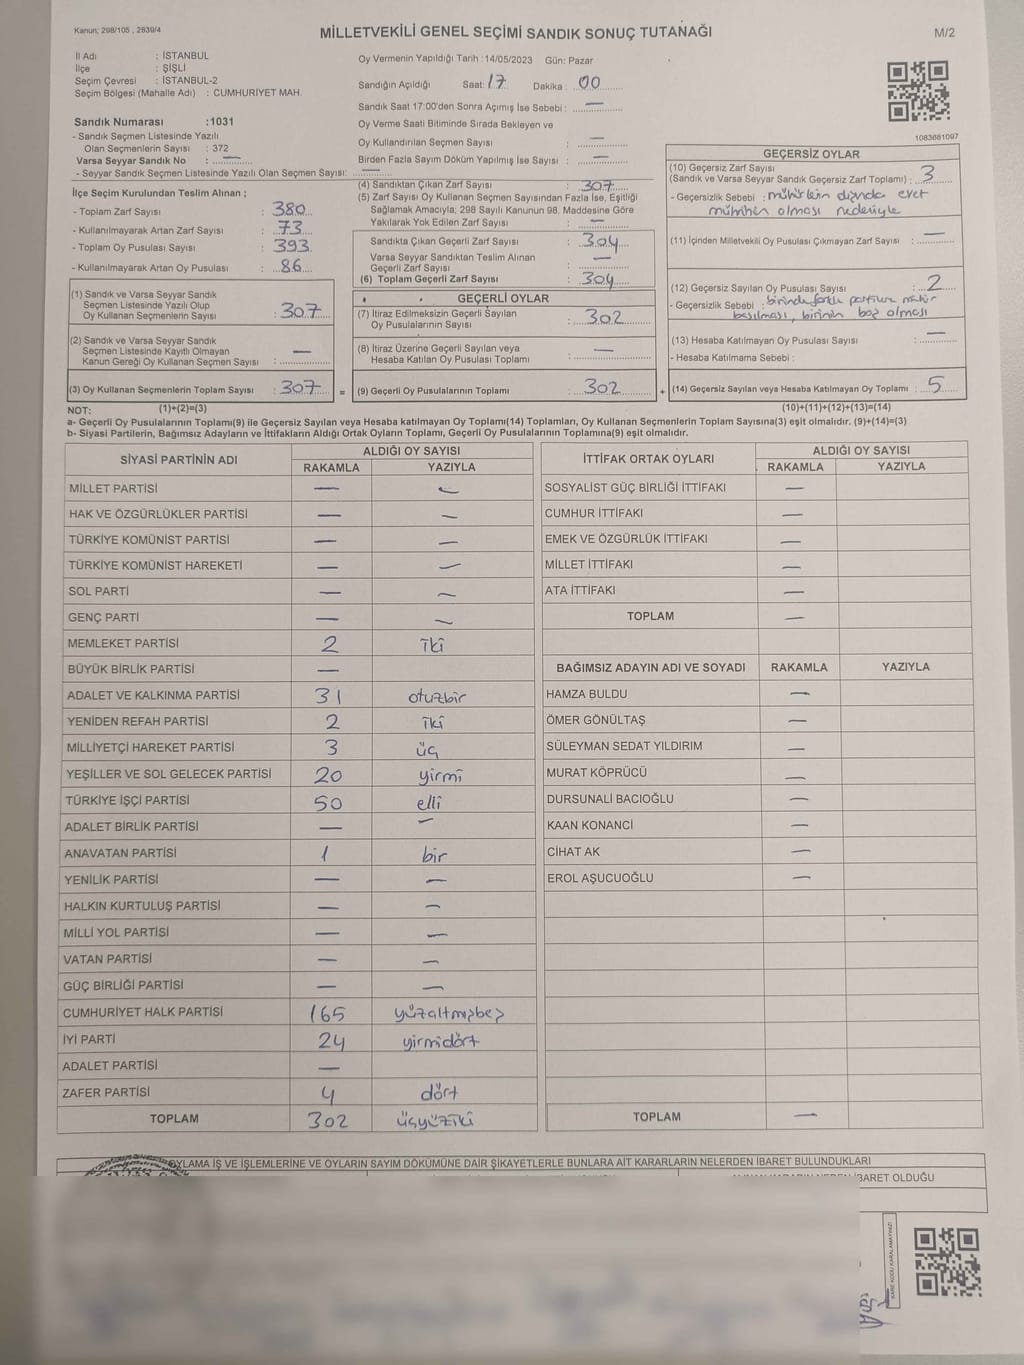 Kanun; 298/105 , 2839/4
MİLLETVEKİLİ GENEL SEÇİMİ SANDIK SONUÇ TUTANAĞI
M/2
İl Adı : İSTANBUL
İlçe : ŞİŞLİ
Seçim Çevresi : İSTANBUL-2
Seçim Bölgesi (Mahalle Adı) : CUMHURİYET MAH.
Sandık Numarası :1031
- Sandık Seçmen Listesinde Yazılı
Olan Seçmenlerin Sayısı : 372
Varsa Seyyar Sandık No : —
- Seyyar Sandık Seçmen Listesinde Yazılı Olan Seçmen Sayısı: —
İlçe Seçim Kurulundan Teslim Alınan ;
- Toplam Zarf Sayısı : 380
- Kullanılmayarak Artan Zarf Sayısı : 73
- Toplam Oy Pusulası Sayısı : 393
- Kullanılmayarak Artan Oy Pusulası : 86
(1) Sandık ve Varsa Seyyar Sandık
Seçmen Listesinde Yazılı Olup
Oy Kullanan Seçmenlerin Sayısı : 307
(2) Sandık ve Varsa Seyyar Sandık
Seçmen Listesinde Kayıtlı Olmayan
Kanun Gereği Oy Kullanan Seçmen Sayısı : —
(3) Oy Kullanan Seçmenlerin Toplam Sayısı : 307 =
Oy Vermenin Yapıldığı Tarih :14/05/2023 Gün: Pazar
Sandığın Açıldığı Saat: 17 Dakika : 00
Sandık Saat 17:00'den Sonra Açımış İse Sebebi : —
Oy Verme Saati Bitiminde Sırada Bekleyen ve
Oy Kullandırılan Seçmen Sayısı : —
Birden Fazla Sayım Döküm Yapılmış İse Sayısı : —
(4) Sandıktan Çıkan Zarf Sayısı : 307
(5) Zarf Sayısı Oy Kullanan Seçmen Sayısından Fazla İse, Eşitliği
Sağlamak Amacıyla; 298 Sayılı Kanunun 98. Maddesine Göre
Yakılarak Yok Edilen Zarf Sayısı : —
Sandıkta Çıkan Geçerli Zarf Sayısı : 304
Varsa Seyyar Sandıktan Teslim Alınan
Geçerli Zarf Sayısı : —
(6) Toplam Geçerli Zarf Sayısı : 304
GEÇERLİ OYLAR
(7) İtiraz Edilmeksizin Geçerli Sayılan
Oy Pusulalarının Sayısı : 302
(8) İtiraz Üzerine Geçerli Sayılan veya
Hesaba Katılan Oy Pusulası Toplamı : —
(9) Geçerli Oy Pusulalarının Toplamı : 302 +
1083681097
GEÇERSİZ OYLAR
(10) Geçersiz Zarf Sayısı
(Sandık ve Varsa Seyyar Sandık Geçersiz Zarf Toplamı) : 3
- Geçersizlik Sebebi : mühürlerin dışında evet
mührünün olması nedeniyle
(11) İçinden Milletvekili Oy Pusulası Çıkmayan Zarf Sayısı : —
(12) Geçersiz Sayılan Oy Pusulası Sayısı : 2
- Geçersizlik Sebebi : birinde farklı partilere mühür
basılması, birinin boş olması
(13) Hesaba Katılmayan Oy Pusula Sayısı : —
- Hesaba Katılmama Sebebi :
(14) Geçersiz Sayılan veya Hesaba Katılmayan Oy Toplamı : 5
NOT: (1)+(2)=(3) (10)+(11)+(12)+(13)=(14)
a- Geçerli Oy Pusulalarının Toplamı(9) ile Geçersiz Sayılan veya Hesaba katılmayan Oy Toplamı(14) Toplamları, Oy Kullanan Seçmenlerin Toplam Sayısına(3) eşit olmalıdır. (9)+(14)=(3)
b- Siyasi Partilerin, Bağımsız Adayların ve İttifakların Aldığı Ortak Oyların Toplamı, Geçerli Oy Pusulalarının Toplamına(9) eşit olmalıdır.
SİYASİ PARTİNİN ADI ALDIĞI OY SAYISI
RAKAMLA YAZIYLA
MİLLET PARTİSİ — —
HAK VE ÖZGÜRLÜKLER PARTİSİ — —
TÜRKİYE KOMÜNİST PARTİSİ — —
TÜRKİYE KOMÜNİST HAREKETİ — —
SOL PARTİ — —
GENÇ PARTİ — —
MEMLEKET PARTİSİ 2 iki
BÜYÜK BİRLİK PARTİSİ —
ADALET VE KALKINMA PARTİSİ 31 otuzbir
YENİDEN REFAH PARTİSİ 2 iki
MİLLİYETÇİ HAREKET PARTİSİ 3 üç
YEŞİLLER VE SOL GELECEK PARTİSİ 20 yirmi
TÜRKİYE İŞÇİ PARTİSİ 50 elli
ADALET BİRLİK PARTİSİ — —
ANAVATAN PARTİSİ 1 bir
YENİLİK PARTİSİ — —
HALKIN KURTULUŞ PARTİSİ — —
MİLLİ YOL PARTİSİ — —
VATAN PARTİSİ — —
GÜÇ BİRLİĞİ PARTİSİ — —
CUMHURİYET HALK PARTİSİ 165 yüzaltmışbeş
İYİ PARTİ 24 yirmidört
ADALET PARTİSİ —
ZAFER PARTİSİ 4 dört
TOPLAM 302 üçyüziki
İTTİFAK ORTAK OYLARI ALDIĞI OY SAYISI
RAKAMLA YAZIYLA
SOSYALİST GÜÇ BİRLİĞİ İTTİFAKI —
CUMHUR İTTİFAKI —
EMEK VE ÖZGÜRLÜK İTTİFAKI —
MİLLET İTTİFAKI —
ATA İTTİFAKI —
TOPLAM —
BAĞIMSIZ ADAYIN ADI VE SOYADI RAKAMLA YAZIYLA
HAMZA BULDU —
ÖMER GÖNÜLTAŞ —
SÜLEYMAN SEDAT YILDIRIM —
MURAT KÖPRÜCÜ —
DURSUNALİ BACIOĞLU —
KAAN KONANCİ —
CİHAT AK —
EROL AŞUCUOĞLU —
TOPLAM —
OYLAMA İŞ VE İŞLEMLERİNE VE OYLARIN SAYIM DÖKÜMÜNE DAİR ŞİKAYETLERLE BUNLARA AİT KARARLARIN NELERDEN İBARET BULUNDUKLARI
İBARET OLDUĞU
KARE KODU KARALAMAYINIZ!